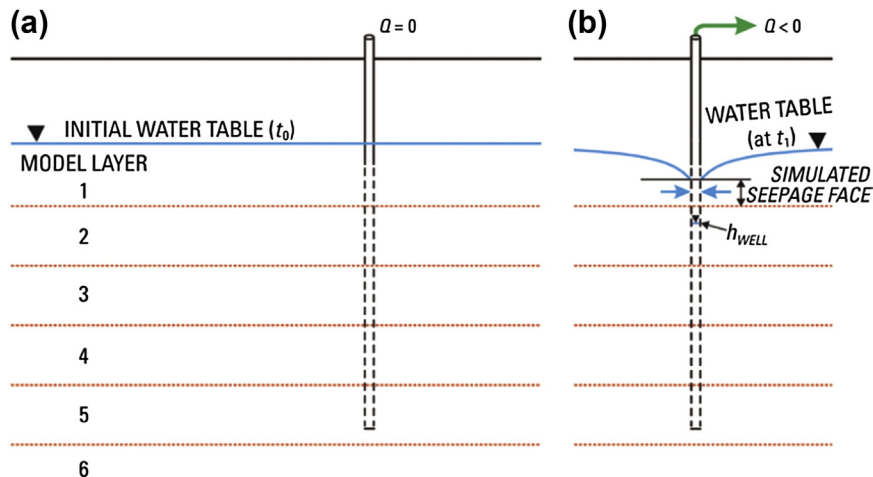 (a)
Q = 0
INITIAL WATER TABLE (t₀)
MODEL LAYER
1
2
3
4
5
6
(b)
Q < 0
WATER TABLE
(at t₁)
SIMULATED
SEEPAGE FACE
hWELL